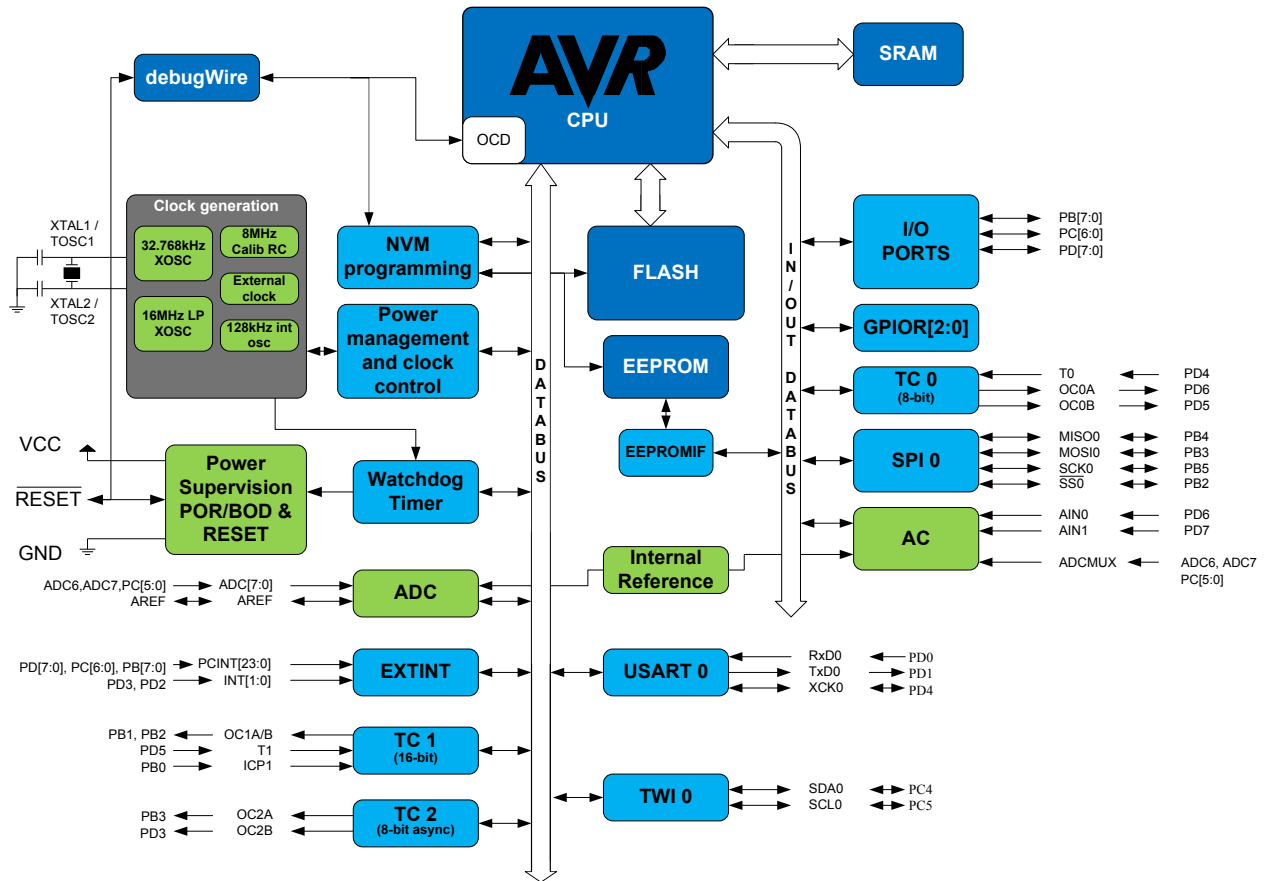 AVR
CPU
OCD
SRAM
debugWire
Clock generation
32.768kHz
XOSC
8MHz
Calib RC
External
clock
16MHz LP
XOSC
128kHz int
osc
XTAL1 /
TOSC1
XTAL2 /
TOSC2
NVM
programming
FLASH
Power
management
and clock
control
EEPROM
EEPROMIF
I/O
PORTS
PB[7:0]
PC[6:0]
PD[7:0]
GPIOR[2:0]
TC 0
(8-bit)
T0 PD4
OC0A PD6
OC0B PD5
SPI 0
MISO0 PB4
MOSI0 PB3
SCK0 PB5
SS0 PB2
AC
AIN0 PD6
AIN1 PD7
ADCMUX ADC6, ADC7
PC[5:0]
DATABUS
IN/OUT DATABUS
VCC
RESET
GND
Power
Supervision
POR/BOD &
RESET
Watchdog
Timer
Internal
Reference
ADC6,ADC7,PC[5:0] ADC[7:0]
AREF AREF
ADC
PD[7:0], PC[6:0], PB[7:0] PCINT[23:0]
PD3, PD2 INT[1:0]
EXTINT
USART 0
RxD0 PD0
TxD0 PD1
XCK0 PD4
PB1, PB2 OC1A/B
PD5 T1
PB0 ICP1
TC 1
(16-bit)
TWI 0
SDA0 PC4
SCL0 PC5
PB3 OC2A
PD3 OC2B
TC 2
(8-bit async)